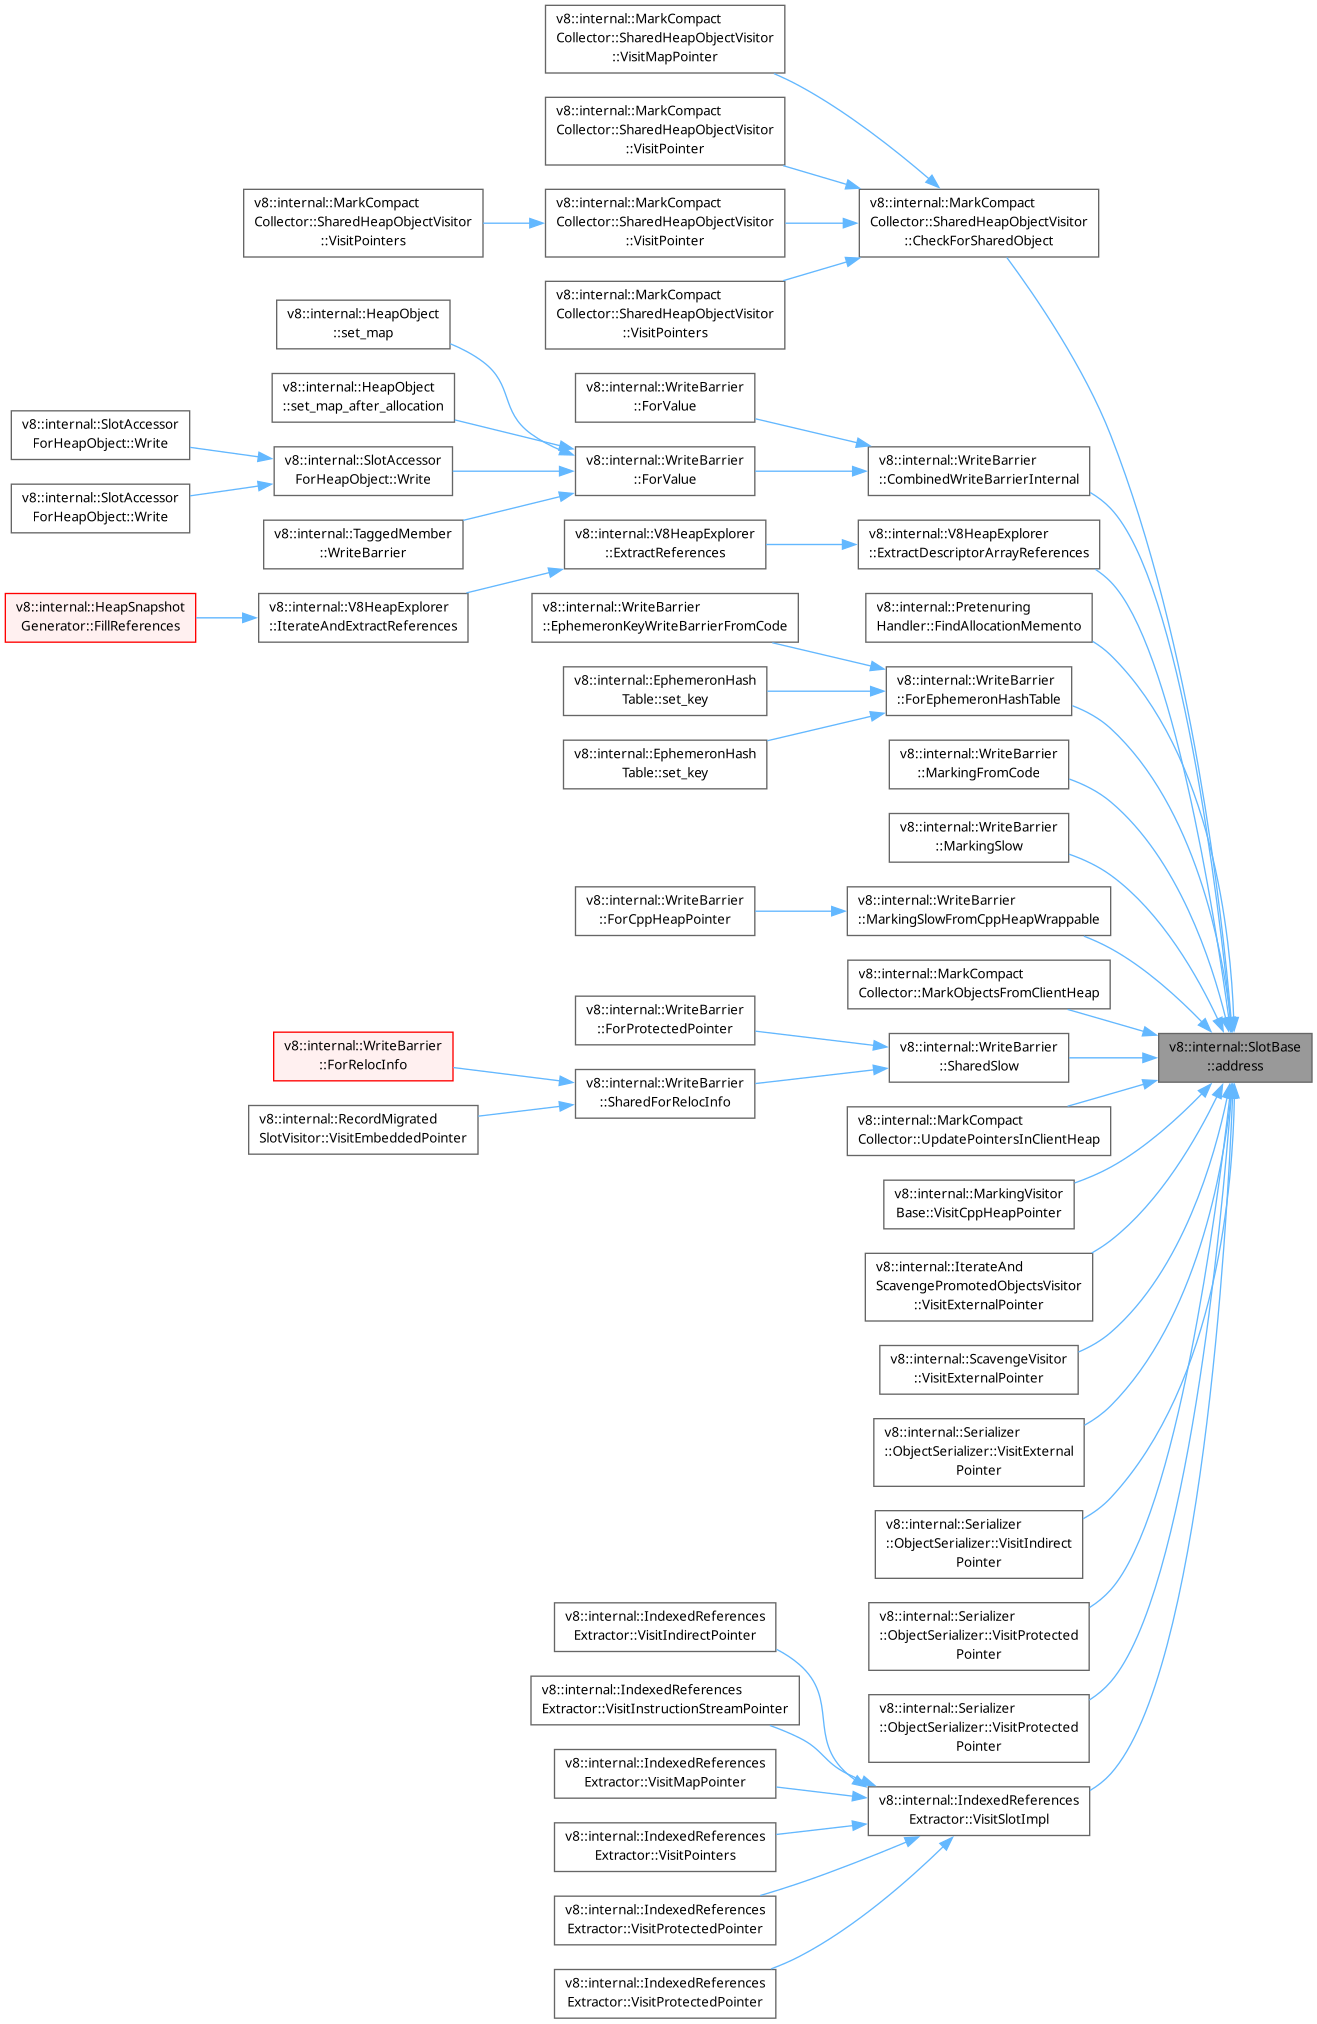 v8::internal::MarkCompact
Collector::SharedHeapObjectVisitor
::VisitMapPointer
v8::internal::MarkCompact
Collector::SharedHeapObjectVisitor
::VisitPointer
v8::internal::MarkCompact
Collector::SharedHeapObjectVisitor
::VisitPointers
v8::internal::MarkCompact
Collector::SharedHeapObjectVisitor
::VisitPointer
v8::internal::MarkCompact
Collector::SharedHeapObjectVisitor
::CheckForSharedObject
v8::internal::MarkCompact
Collector::SharedHeapObjectVisitor
::VisitPointers
v8::internal::HeapObject
::set_map
v8::internal::HeapObject
::set_map_after_allocation
v8::internal::WriteBarrier
::ForValue
v8::internal::SlotAccessor
ForHeapObject::Write
v8::internal::SlotAccessor
ForHeapObject::Write
v8::internal::WriteBarrier
::ForValue
v8::internal::WriteBarrier
::CombinedWriteBarrierInternal
v8::internal::SlotAccessor
ForHeapObject::Write
v8::internal::TaggedMember
::WriteBarrier
v8::internal::V8HeapExplorer
::ExtractReferences
v8::internal::V8HeapExplorer
::ExtractDescriptorArrayReferences
v8::internal::HeapSnapshot
Generator::FillReferences
v8::internal::V8HeapExplorer
::IterateAndExtractReferences
v8::internal::WriteBarrier
::EphemeronKeyWriteBarrierFromCode
v8::internal::Pretenuring
Handler::FindAllocationMemento
v8::internal::EphemeronHash
Table::set_key
v8::internal::WriteBarrier
::ForEphemeronHashTable
v8::internal::EphemeronHash
Table::set_key
v8::internal::WriteBarrier
::MarkingFromCode
v8::internal::WriteBarrier
::MarkingSlow
v8::internal::WriteBarrier
::ForCppHeapPointer
v8::internal::WriteBarrier
::MarkingSlowFromCppHeapWrappable
v8::internal::MarkCompact
Collector::MarkObjectsFromClientHeap
v8::internal::WriteBarrier
::ForProtectedPointer
v8::internal::WriteBarrier
::ForRelocInfo
v8::internal::WriteBarrier
::SharedSlow
v8::internal::SlotBase
::address
v8::internal::WriteBarrier
::SharedForRelocInfo
v8::internal::RecordMigrated
SlotVisitor::VisitEmbeddedPointer
v8::internal::MarkCompact
Collector::UpdatePointersInClientHeap
v8::internal::MarkingVisitor
Base::VisitCppHeapPointer
v8::internal::IterateAnd
ScavengePromotedObjectsVisitor
::VisitExternalPointer
v8::internal::ScavengeVisitor
::VisitExternalPointer
v8::internal::Serializer
::ObjectSerializer::VisitExternal
Pointer
v8::internal::Serializer
::ObjectSerializer::VisitIndirect
Pointer
v8::internal::IndexedReferences
Extractor::VisitIndirectPointer
v8::internal::Serializer
::ObjectSerializer::VisitProtected
Pointer
v8::internal::IndexedReferences
Extractor::VisitInstructionStreamPointer
v8::internal::Serializer
::ObjectSerializer::VisitProtected
Pointer
v8::internal::IndexedReferences
Extractor::VisitMapPointer
v8::internal::IndexedReferences
Extractor::VisitSlotImpl
v8::internal::IndexedReferences
Extractor::VisitPointers
v8::internal::IndexedReferences
Extractor::VisitProtectedPointer
v8::internal::IndexedReferences
Extractor::VisitProtectedPointer